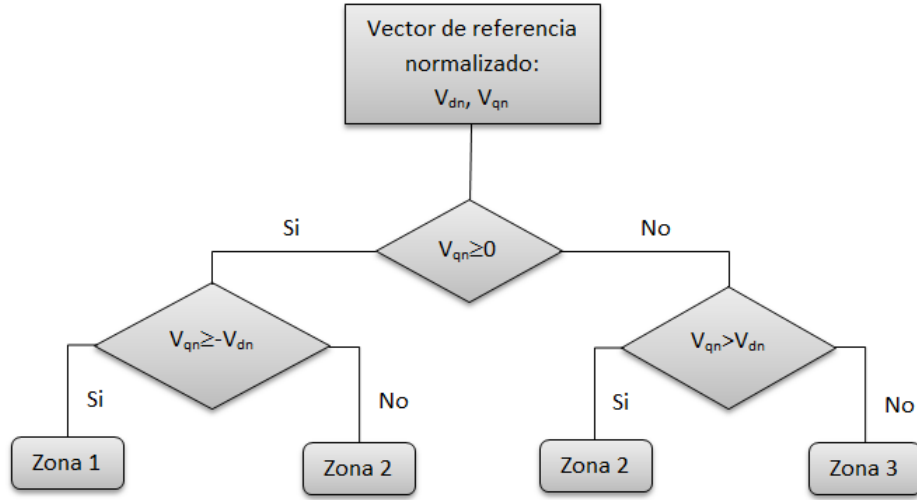 Vector de referencia
normalizado:
Vdn, Vqn
Si
No
Vqn≥0
Vqn≥-Vdn
Vqn>Vdn
Si
No
Si
No
Zona 1
Zona 2
Zona 2
Zona 3